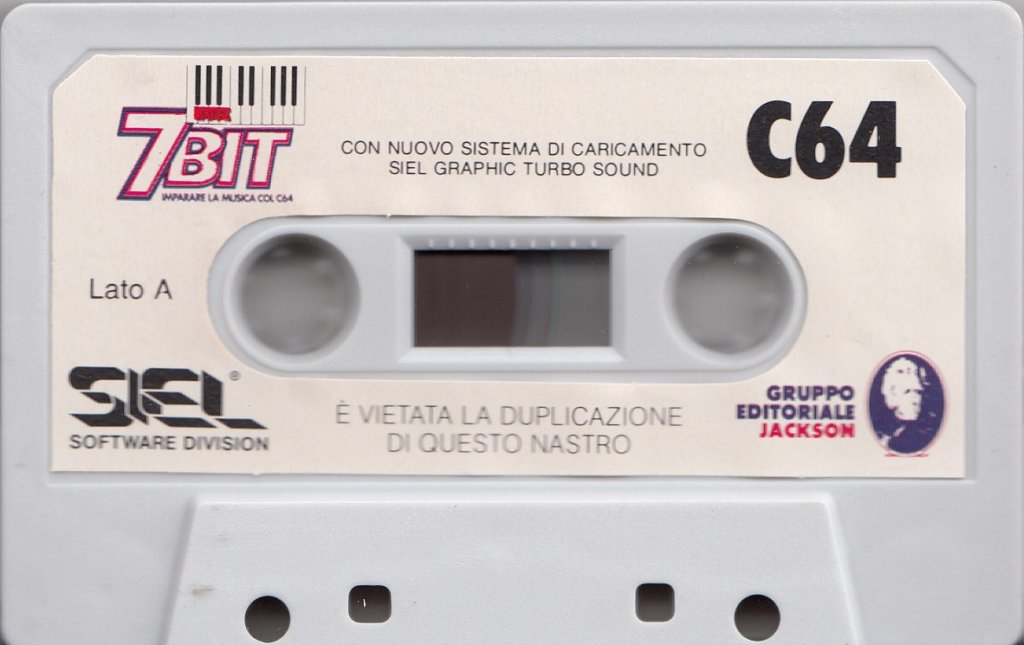 7BIT
IMPARARE LA MUSICA COL C64
CON NUOVO SISTEMA DI CARICAMENTO
SIEL GRAPHIC TURBO SOUND
C64
Lato A
SIEL®
SOFTWARE DIVISION
È VIETATA LA DUPLICAZIONE
DI QUESTO NASTRO
GRUPPO
EDITORIALE
JACKSON